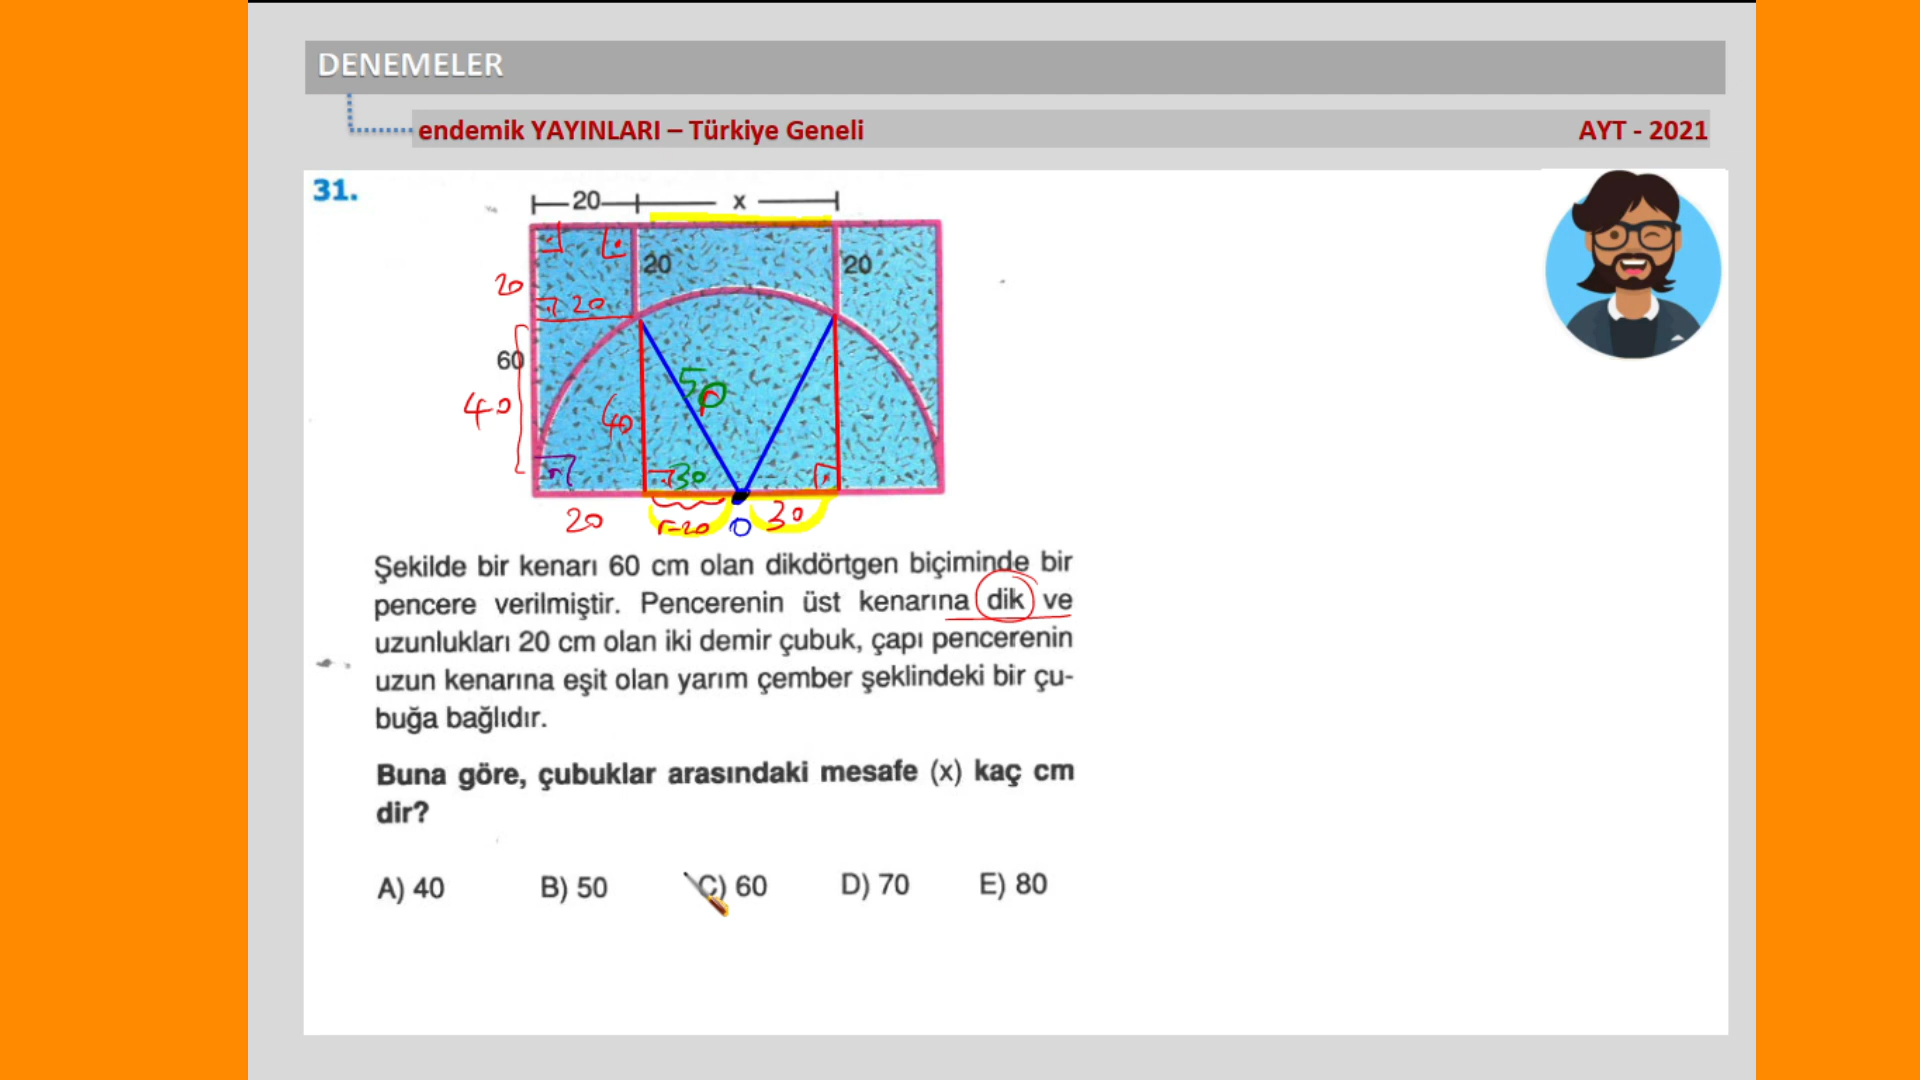 DENEMELER
endemik YAYINLARI – Türkiye Geneli AYT - 2021
31.
20 x
20 20
20 20
60
50
40 40
30
20 r-20 O 30
Şekilde bir kenarı 60 cm olan dikdörtgen biçiminde bir
pencere verilmiştir. Pencerenin üst kenarına dik ve
uzunlukları 20 cm olan iki demir çubuk, çapı pencerenin
uzun kenarına eşit olan yarım çember şeklindeki bir çu-
buğa bağlıdır.
Buna göre, çubuklar arasındaki mesafe (x) kaç cm
dir?
A) 40 B) 50 C) 60 D) 70 E) 80